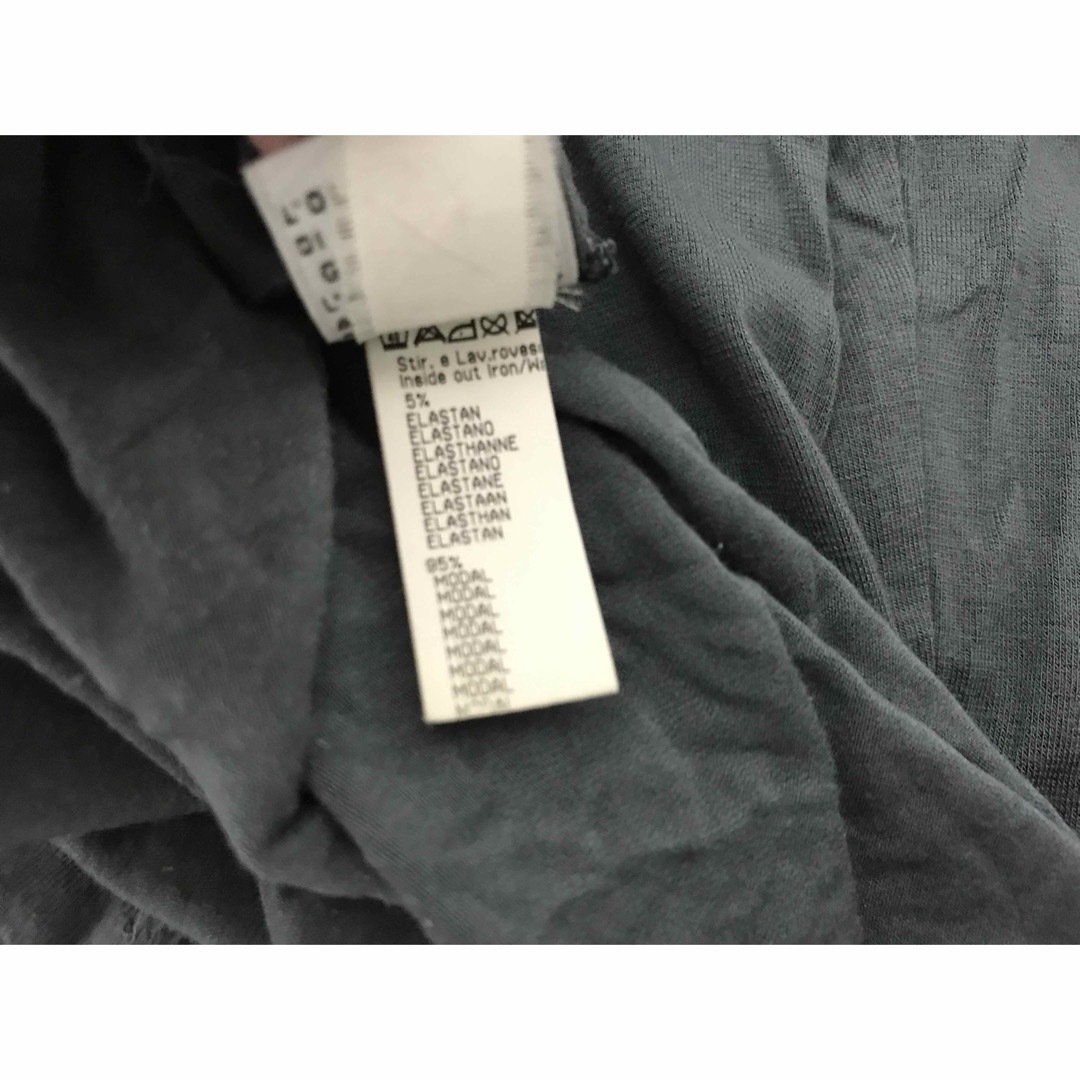 Stir. e Lav.roves
Inside out Iron/W
5%
ELASTAN
ELASTANO
ELASTHANNE
ELASTANO
ELASTANE
ELASTAAN
ELASTHAN
ELASTAN
95%
MODAL
MODAL
MODAL
MODAL
MODAL
MODAL
MODAL
MODAL